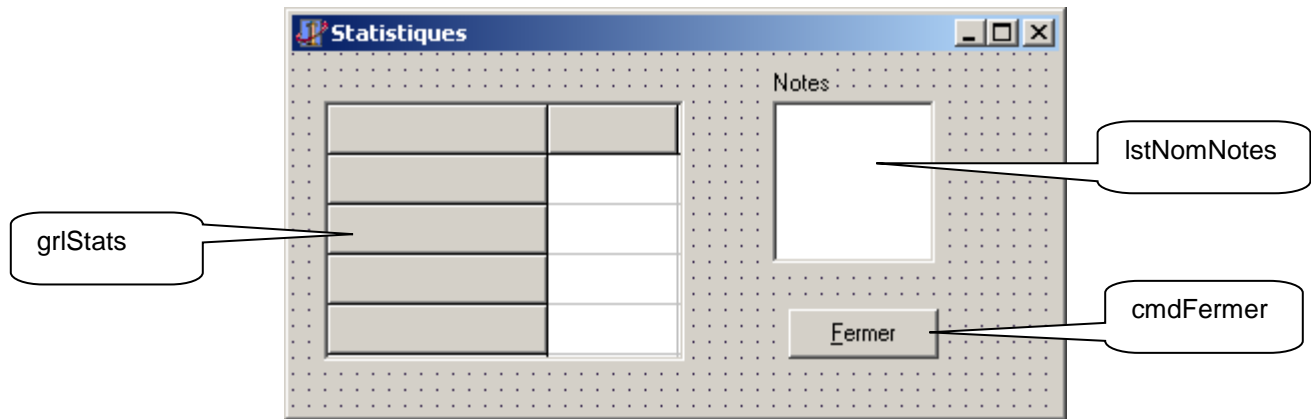 Statistiques
Notes
lstNomNotes
grlStats
cmdFermer
Fermer